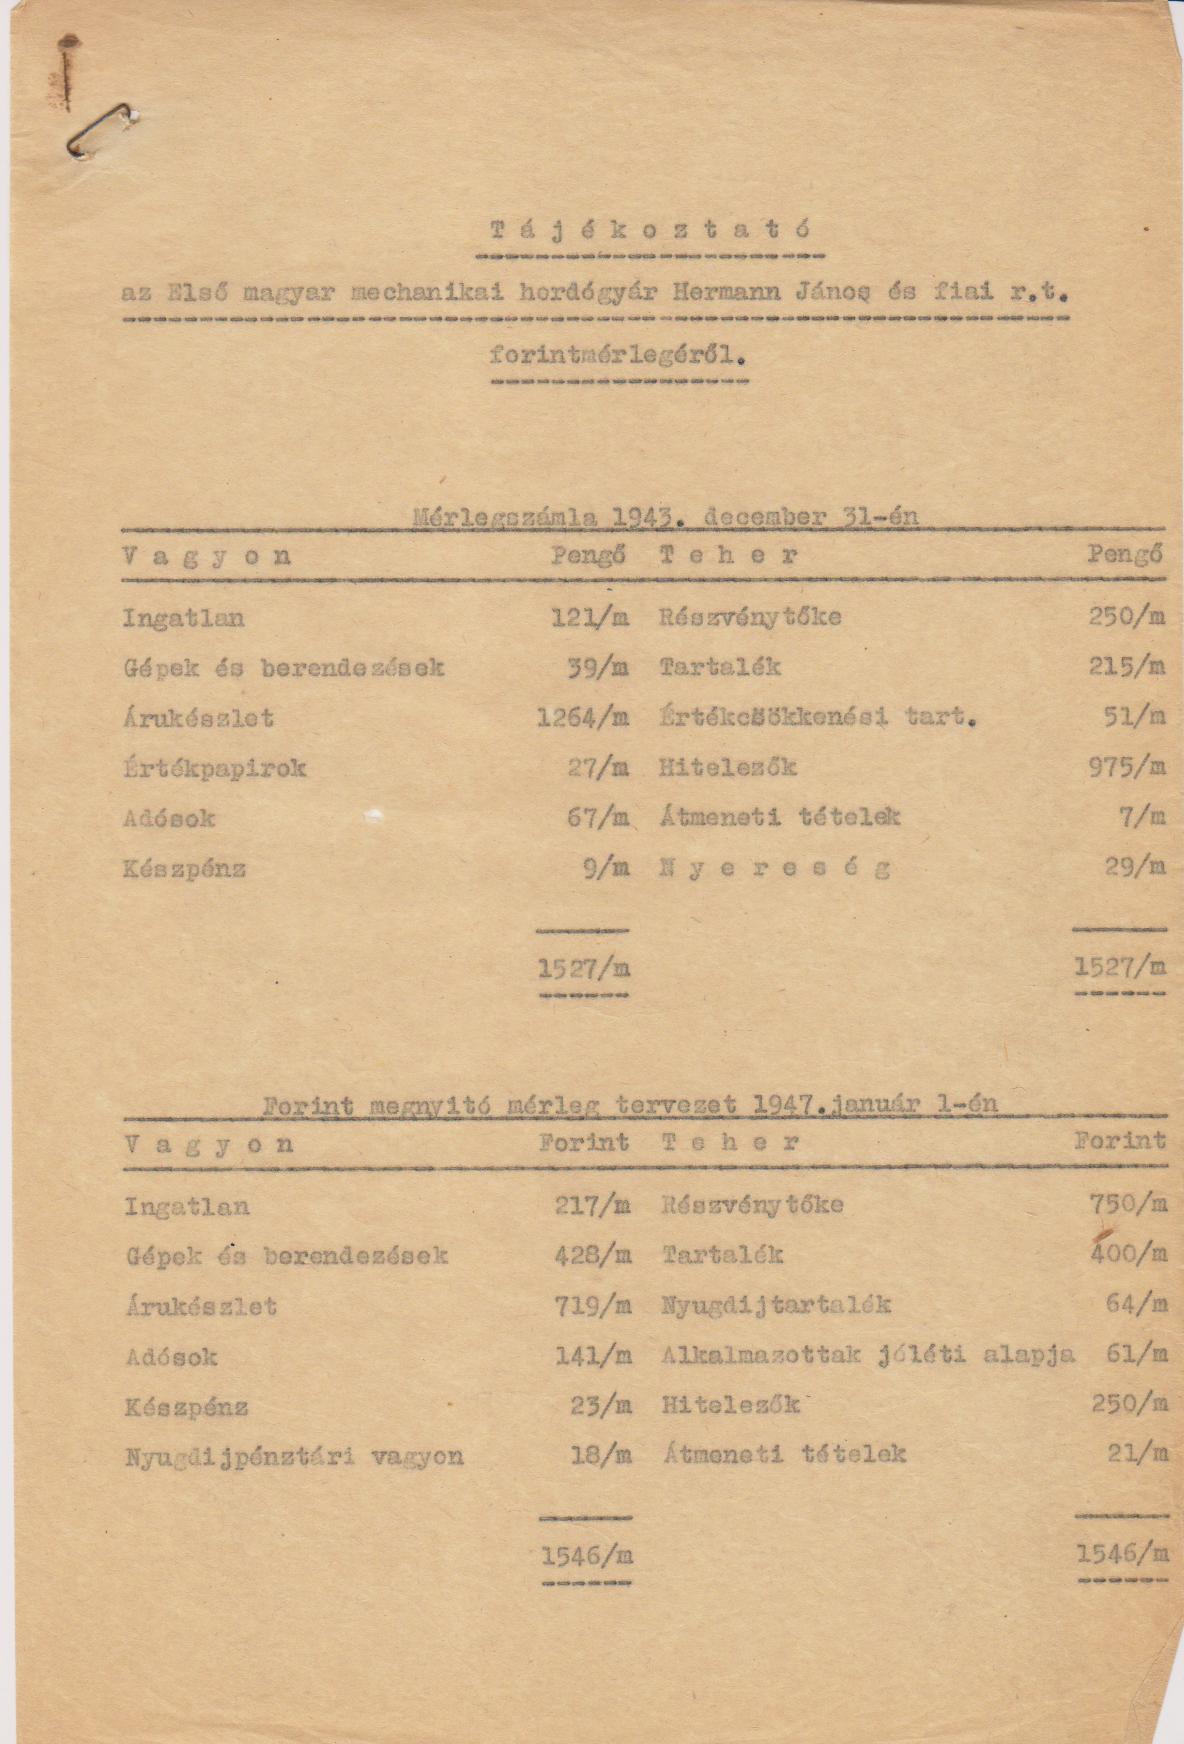 T á j é k o z t a t ó
az Első magyar mechanikai hordógyár Hermann János és fiai r.t.
forintmérlegéről.
Mérlegszámla 1943. december 31-én
V a g y o n Pengő T e h e r Pengő
Ingatlan 121/m Részvénytőke 250/m
Gépek és berendezések 39/m Tartalék 215/m
Árukészlet 1264/m Értékcsökkenési tart. 51/m
Értékpapirok 27/m Hitelezők 975/m
Adósok 67/m Átmeneti tételek 7/m
Készpénz 9/m N y e r e s é g 29/m
1527/m 1527/m
Forint megnyitó mérleg tervezet 1947.január 1-én
V a g y o n Forint T e h e r Forint
Ingatlan 217/m Részvénytőke 750/m
Gépek és berendezések 428/m Tartalék 400/m
Árukészlet 719/m Nyugdijtartalék 64/m
Adósok 141/m Alkalmazottak jóléti alapja 61/m
Készpénz 23/m Hitelezők 250/m
Nyugdijpénztári vagyon 18/m Átmeneti tételek 21/m
1546/m 1546/m